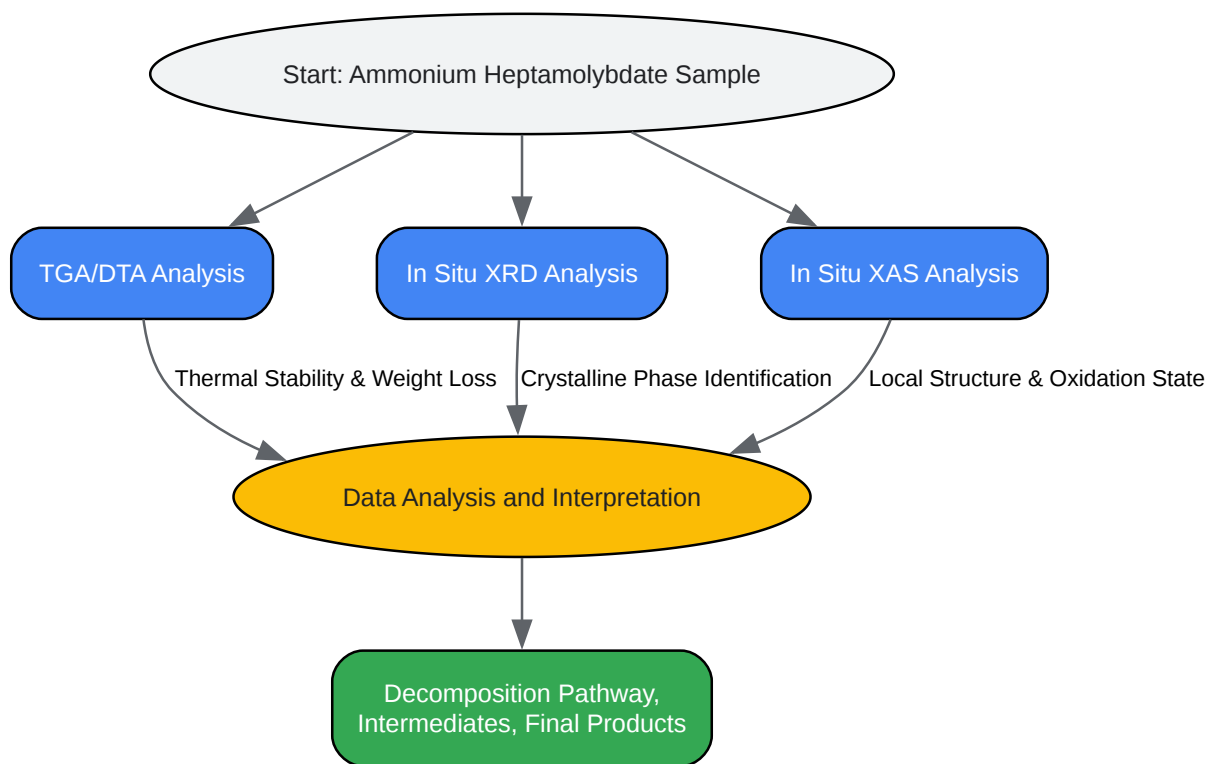 Start: Ammonium Heptamolybdate Sample
TGA/DTA Analysis
In Situ XRD Analysis
In Situ XAS Analysis
Thermal Stability & Weight Loss
Crystalline Phase Identification
Local Structure & Oxidation State
Data Analysis and Interpretation
Decomposition Pathway,
Intermediates, Final Products